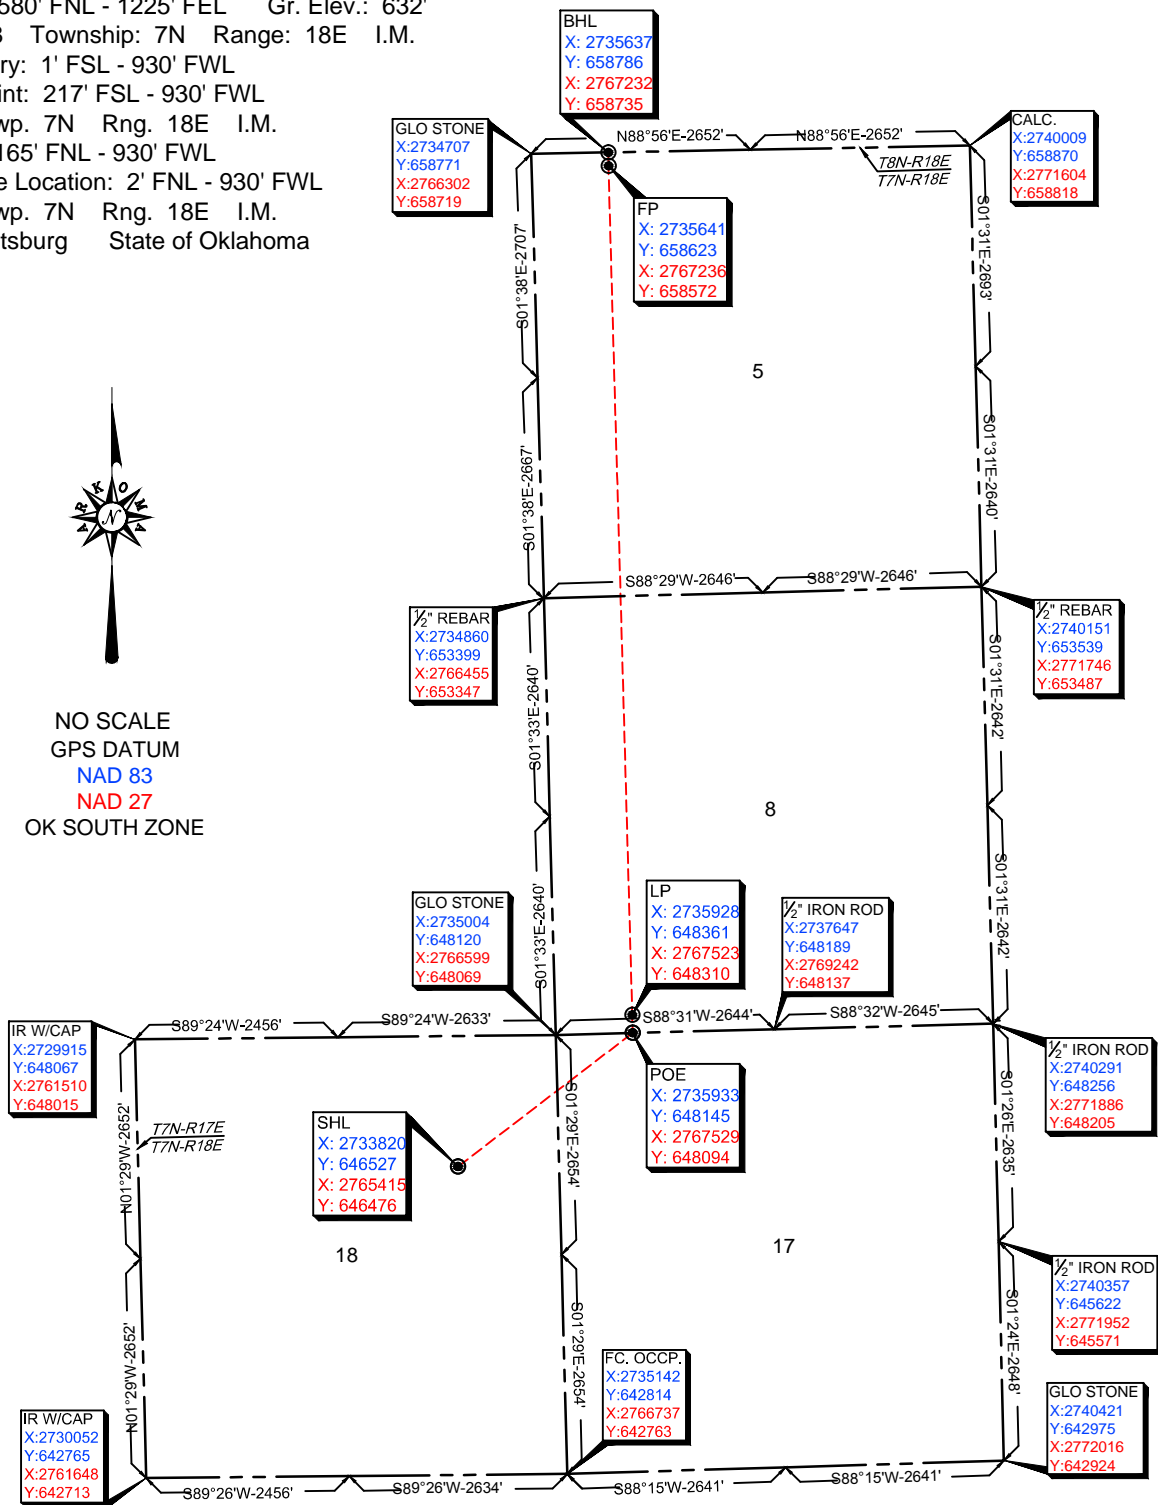 580' FNL - 1225' FEL Gr. Elev.: 632'
Township: 7N Range: 18E I.M.
ry: 1' FSL - 930' FWL
int: 217' FSL - 930' FWL
wp. 7N Rng. 18E I.M.
165' FNL - 930' FWL
e Location: 2' FNL - 930' FWL
wp. 7N Rng. 18E I.M.
tsburg State of Oklahoma
BHL
X: 2735637
Y: 658786
X: 2767232
Y: 658735
GLO STONE
X:2734707
Y:658771
X:2766302
Y:658719
N88°56'E-2652'
N88°56'E-2652'
CALC.
X:2740009
Y:658870
X:2771604
Y:658818
T8N-R18E
T7N-R18E
FP
X: 2735641
Y: 658623
X: 2767236
Y: 658572
S01°38'E-2707'
S01°31'E-2693'
5
S01°38'E-2667'
S01°31'E-2640'
ARKOMA
N
S88°29'W-2646'
S88°29'W-2646'
½" REBAR
X:2734860
Y:653399
X:2766455
Y:653347
½" REBAR
X:2740151
Y:653539
X:2771746
Y:653487
NO SCALE
GPS DATUM
NAD 83
NAD 27
OK SOUTH ZONE
S01°33'E-2640'
S01°31'E-2642'
8
S01°33'E-2640'
S01°31'E-2642'
GLO STONE
X:2735004
Y:648120
X:2766599
Y:648069
LP
X: 2735928
Y: 648361
X: 2767523
Y: 648310
½" IRON ROD
X:2737647
Y:648189
X:2769242
Y:648137
S89°24'W-2456'
S89°24'W-2633'
S88°31'W-2644'
S88°32'W-2645'
IR W/CAP
X:2729915
Y:648067
X:2761510
Y:648015
½" IRON ROD
X:2740291
Y:648256
X:2771886
Y:648205
POE
X: 2735933
Y: 648145
X: 2767529
Y: 648094
T7N-R17E
T7N-R18E
SHL
X: 2733820
Y: 646527
X: 2765415
Y: 646476
N01°29'W-2652'
S01°29'E-2654'
S01°26'E-2635'
18
17
½" IRON ROD
X:2740357
Y:645622
X:2771952
Y:645571
N01°29'W-2652'
S01°29'E-2654'
S01°24'E-2648'
FC. OCCP.
X:2735142
Y:642814
X:2766737
Y:642763
GLO STONE
X:2740421
Y:642975
X:2772016
Y:642924
IR W/CAP
X:2730052
Y:642765
X:2761648
Y:642713
S89°26'W-2456'
S89°26'W-2634'
S88°15'W-2641'
S88°15'W-2641'